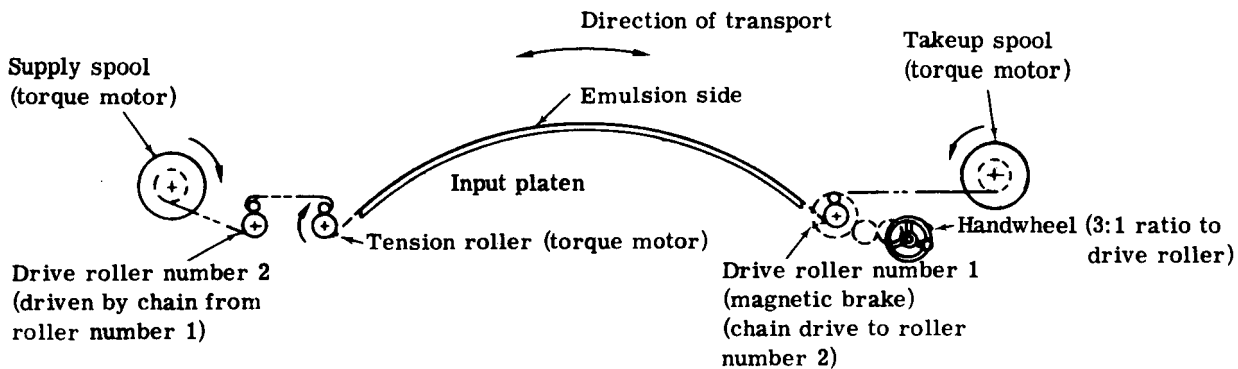 Direction of transport
Takeup spool
(torque motor)
Supply spool
(torque motor)
Emulsion side
Input platen
Handwheel (3:1 ratio to
drive roller)
Tension roller (torque motor)
Drive roller number 2
(driven by chain from
roller number 1)
Drive roller number 1
(magnetic brake)
(chain drive to roller
number 2)